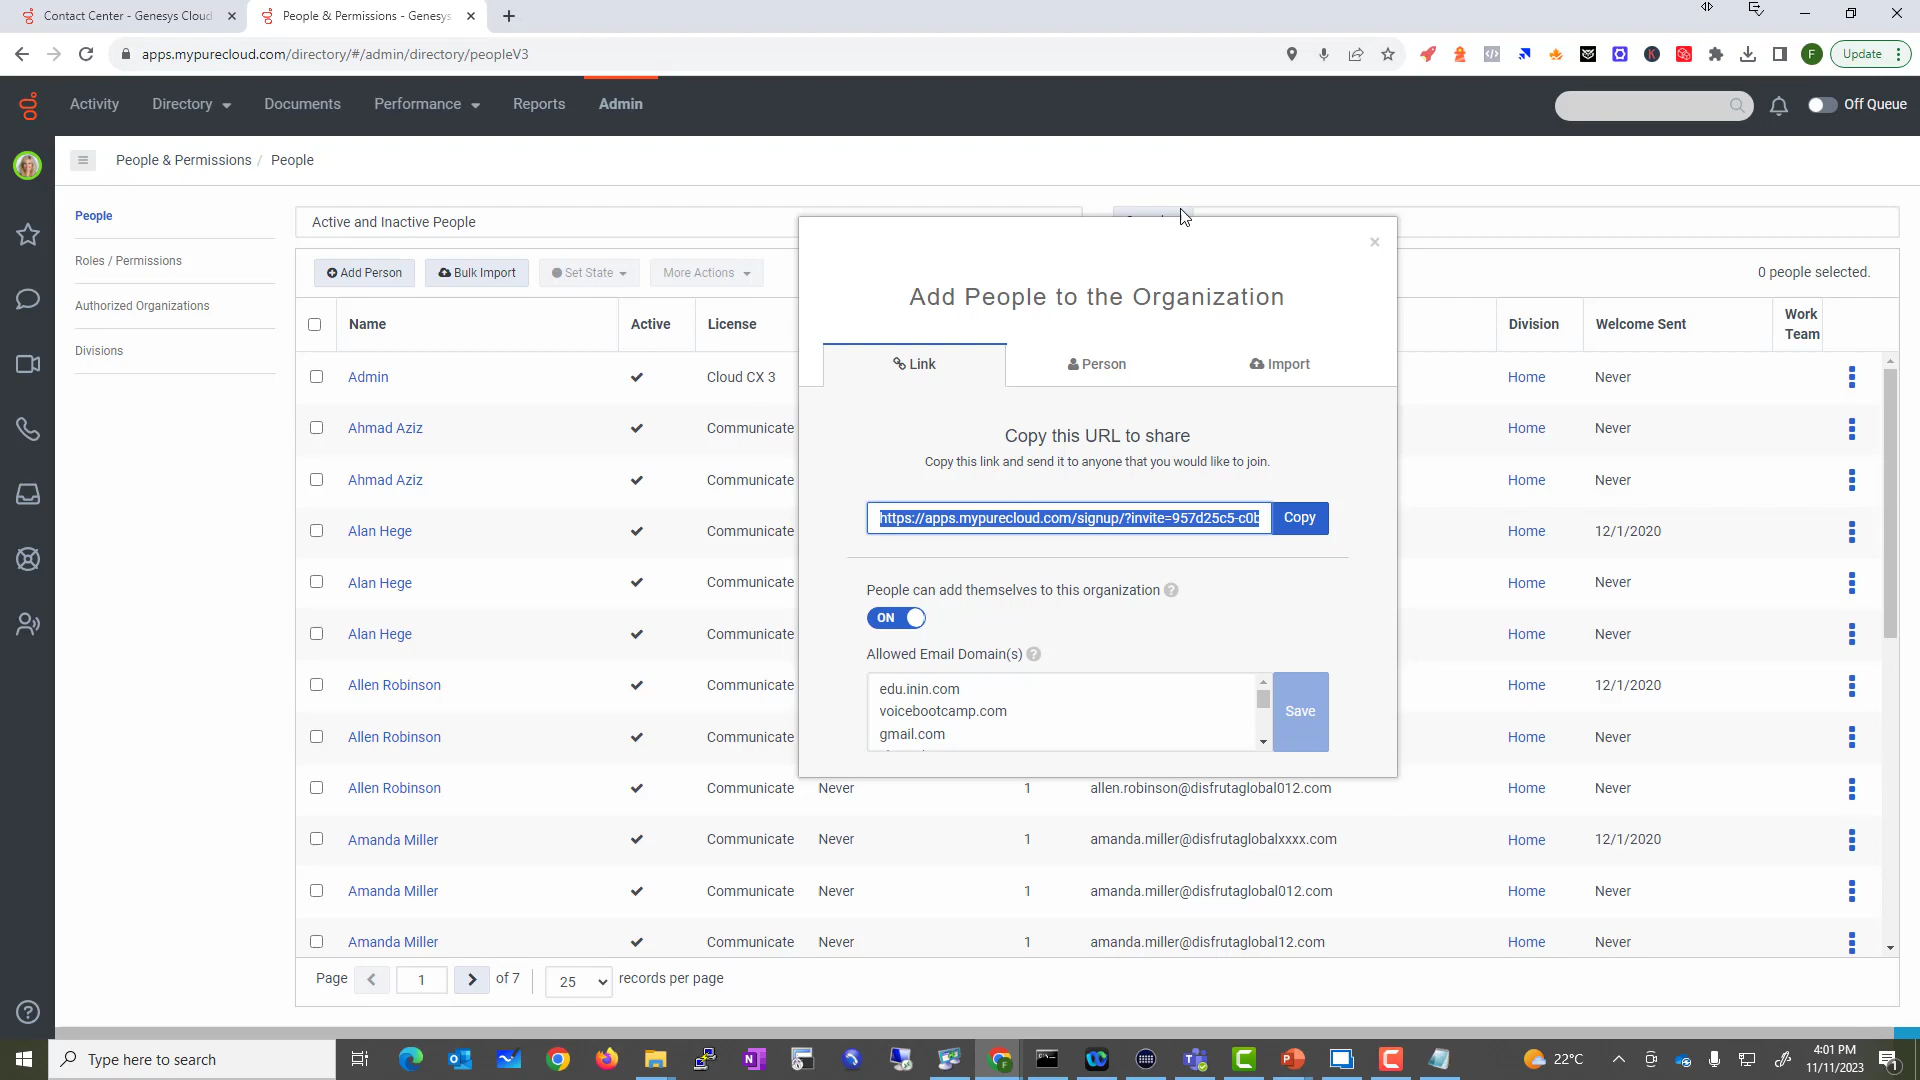 Contact Center - Genesys Cloud
People & Permissions - Genesys
apps.mypurecloud.com/directory/#/admin/directory/peopleV3
F
Update
Activity
Directory
Documents
Performance
Reports
Admin
Off Queue
People & Permissions / People
People
Roles / Permissions
Authorized Organizations
Divisions
Active and Inactive People
Add Person
Bulk Import
Set State
More Actions
0 people selected.
Name
Active
License
Division
Welcome Sent
Work
Team
Admin Cloud CX 3 Home Never
Ahmad Aziz Communicate Home Never
Ahmad Aziz Communicate Home Never
Alan Hege Communicate Home 12/1/2020
Alan Hege Communicate Home Never
Alan Hege Communicate Home Never
Allen Robinson Communicate Home 12/1/2020
Allen Robinson Communicate Home Never
Allen Robinson Communicate Never 1 allen.robinson@disfrutaglobal012.com Home Never
Amanda Miller Communicate Never 1 amanda.miller@disfrutaglobalxxxx.com Home 12/1/2020
Amanda Miller Communicate Never 1 amanda.miller@disfrutaglobal012.com Home Never
Amanda Miller Communicate Never 1 amanda.miller@disfrutaglobal12.com Home Never
Page 1 of 7 25 records per page
Add People to the Organization
Link
Person
Import
Copy this URL to share
Copy this link and send it to anyone that you would like to join.
https://apps.mypurecloud.com/signup/?invite=957d25c5-c0b
Copy
People can add themselves to this organization
ON
Allowed Email Domain(s)
edu.inin.com
voicebootcamp.com
gmail.com
Save
Type here to search
22°C
4:01 PM
11/11/2023
1